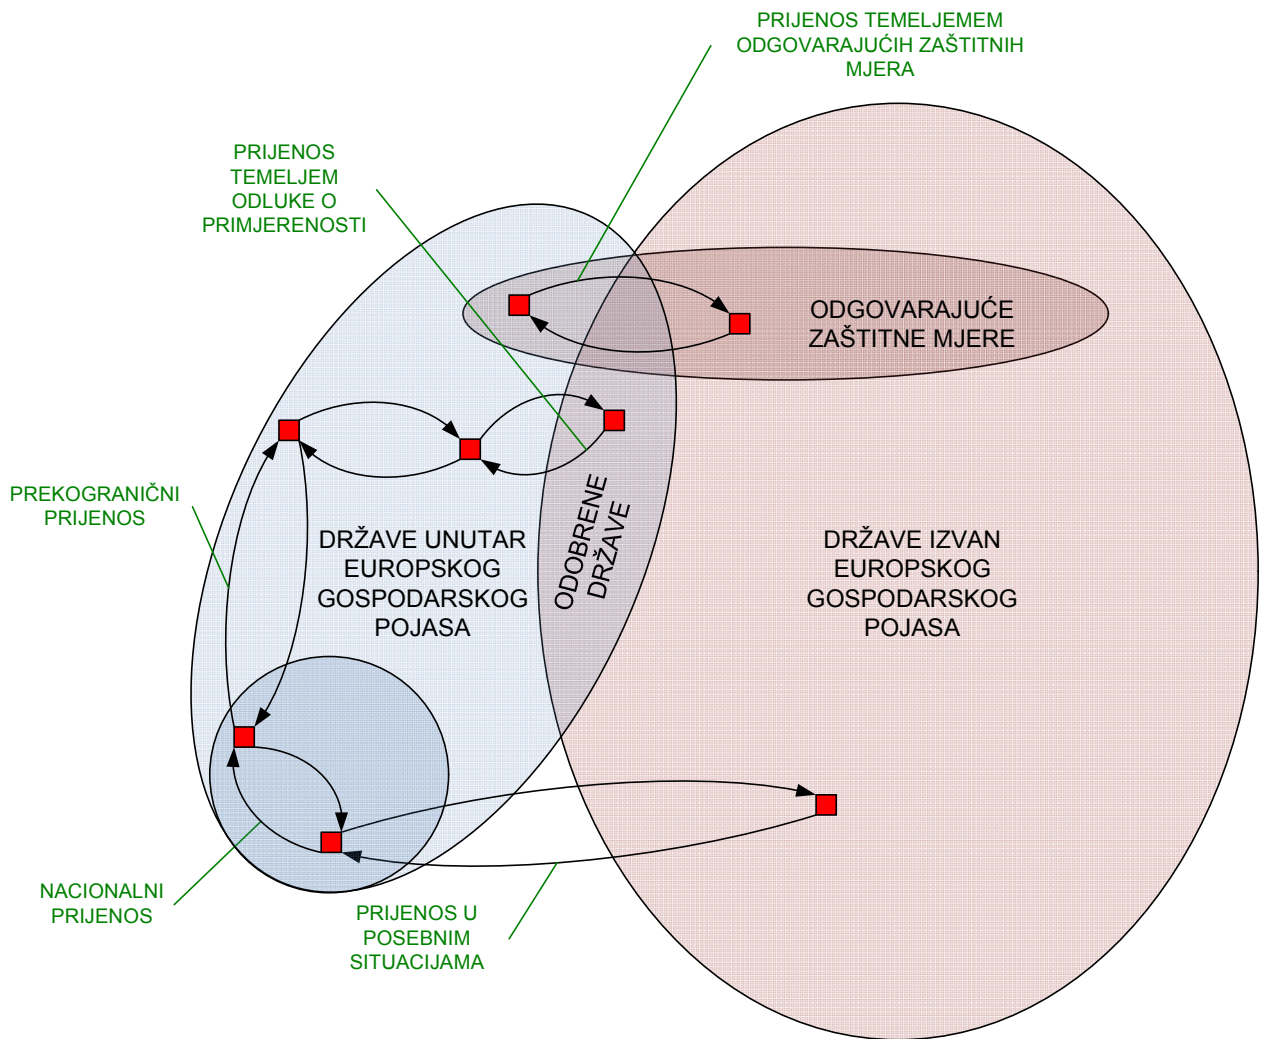 PRIJENOS TEMELJEMEM
ODGOVARAJUĆIH ZAŠTITNIH
MJERA
PRIJENOS
TEMELJEM
ODLUKE O
PRIMJERENOSTI
ODGOVARAJUĆE
ZAŠTITNE MJERE
PREKOGRANIČNI
PRIJENOS
DRŽAVE UNUTAR
EUROPSKOG
GOSPODARSKOG
POJASA
ODOBRENE
DRŽAVE
DRŽAVE IZVAN
EUROPSKOG
GOSPODARSKOG
POJASA
NACIONALNI
PRIJENOS
PRIJENOS U
POSEBNIM
SITUACIJAMA